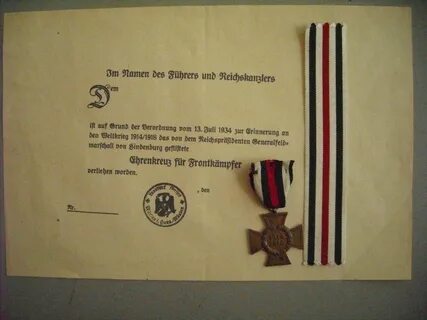 Im Namen des Führers und Reichskanzlers
Dem
ist auf Grund der Verordnung vom 13. Juli 1934 zur Erinnerung an
den Weltkrieg 1914/1918 das von dem Reichspräsidenten Generalfeld-
marschall von Hindenburg gestiftete
Ehrenkreuz für Frontkämpfer
verliehen worden.
, den
Nr.